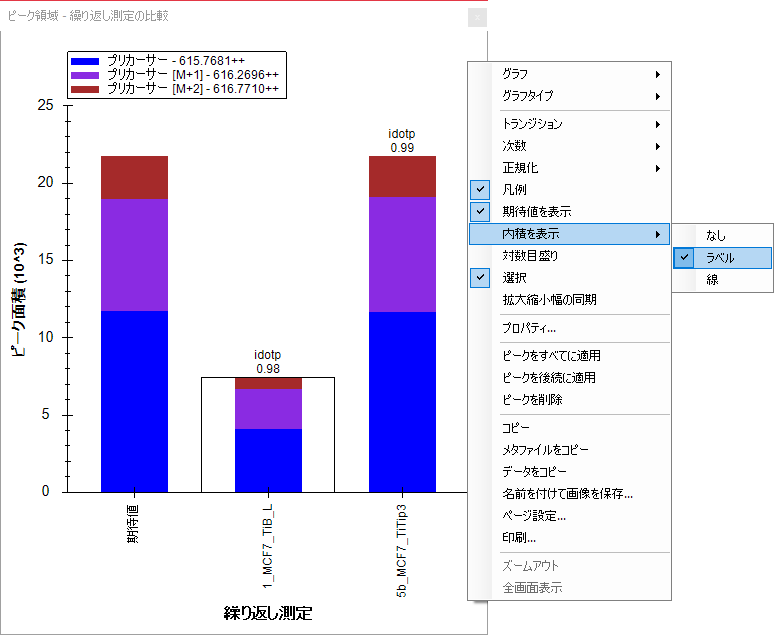 ピーク領域 - 繰り返し測定の比較
x
プリカーサー - 615.7681++
プリカーサー [M+1] - 616.2696++
プリカーサー [M+2] - 616.7710++
25
20
15
10
5
0
ピーク面積 (10^3)
idotp
0.98
idotp
0.99
期待値
1_MCF7_TiB_L
5b_MCF7_TiTip3
繰り返し測定
グラフ
グラフタイプ
トランジション
次数
正規化
凡例
期待値を表示
内積を表示
対数目盛り
選択
拡大縮小幅の同期
プロパティ...
ピークをすべてに適用
ピークを後続に適用
ピークを削除
コピー
メタファイルをコピー
データをコピー
名前を付けて画像を保存...
ページ設定...
印刷...
ズームアウト
全画面表示
なし
ラベル
線